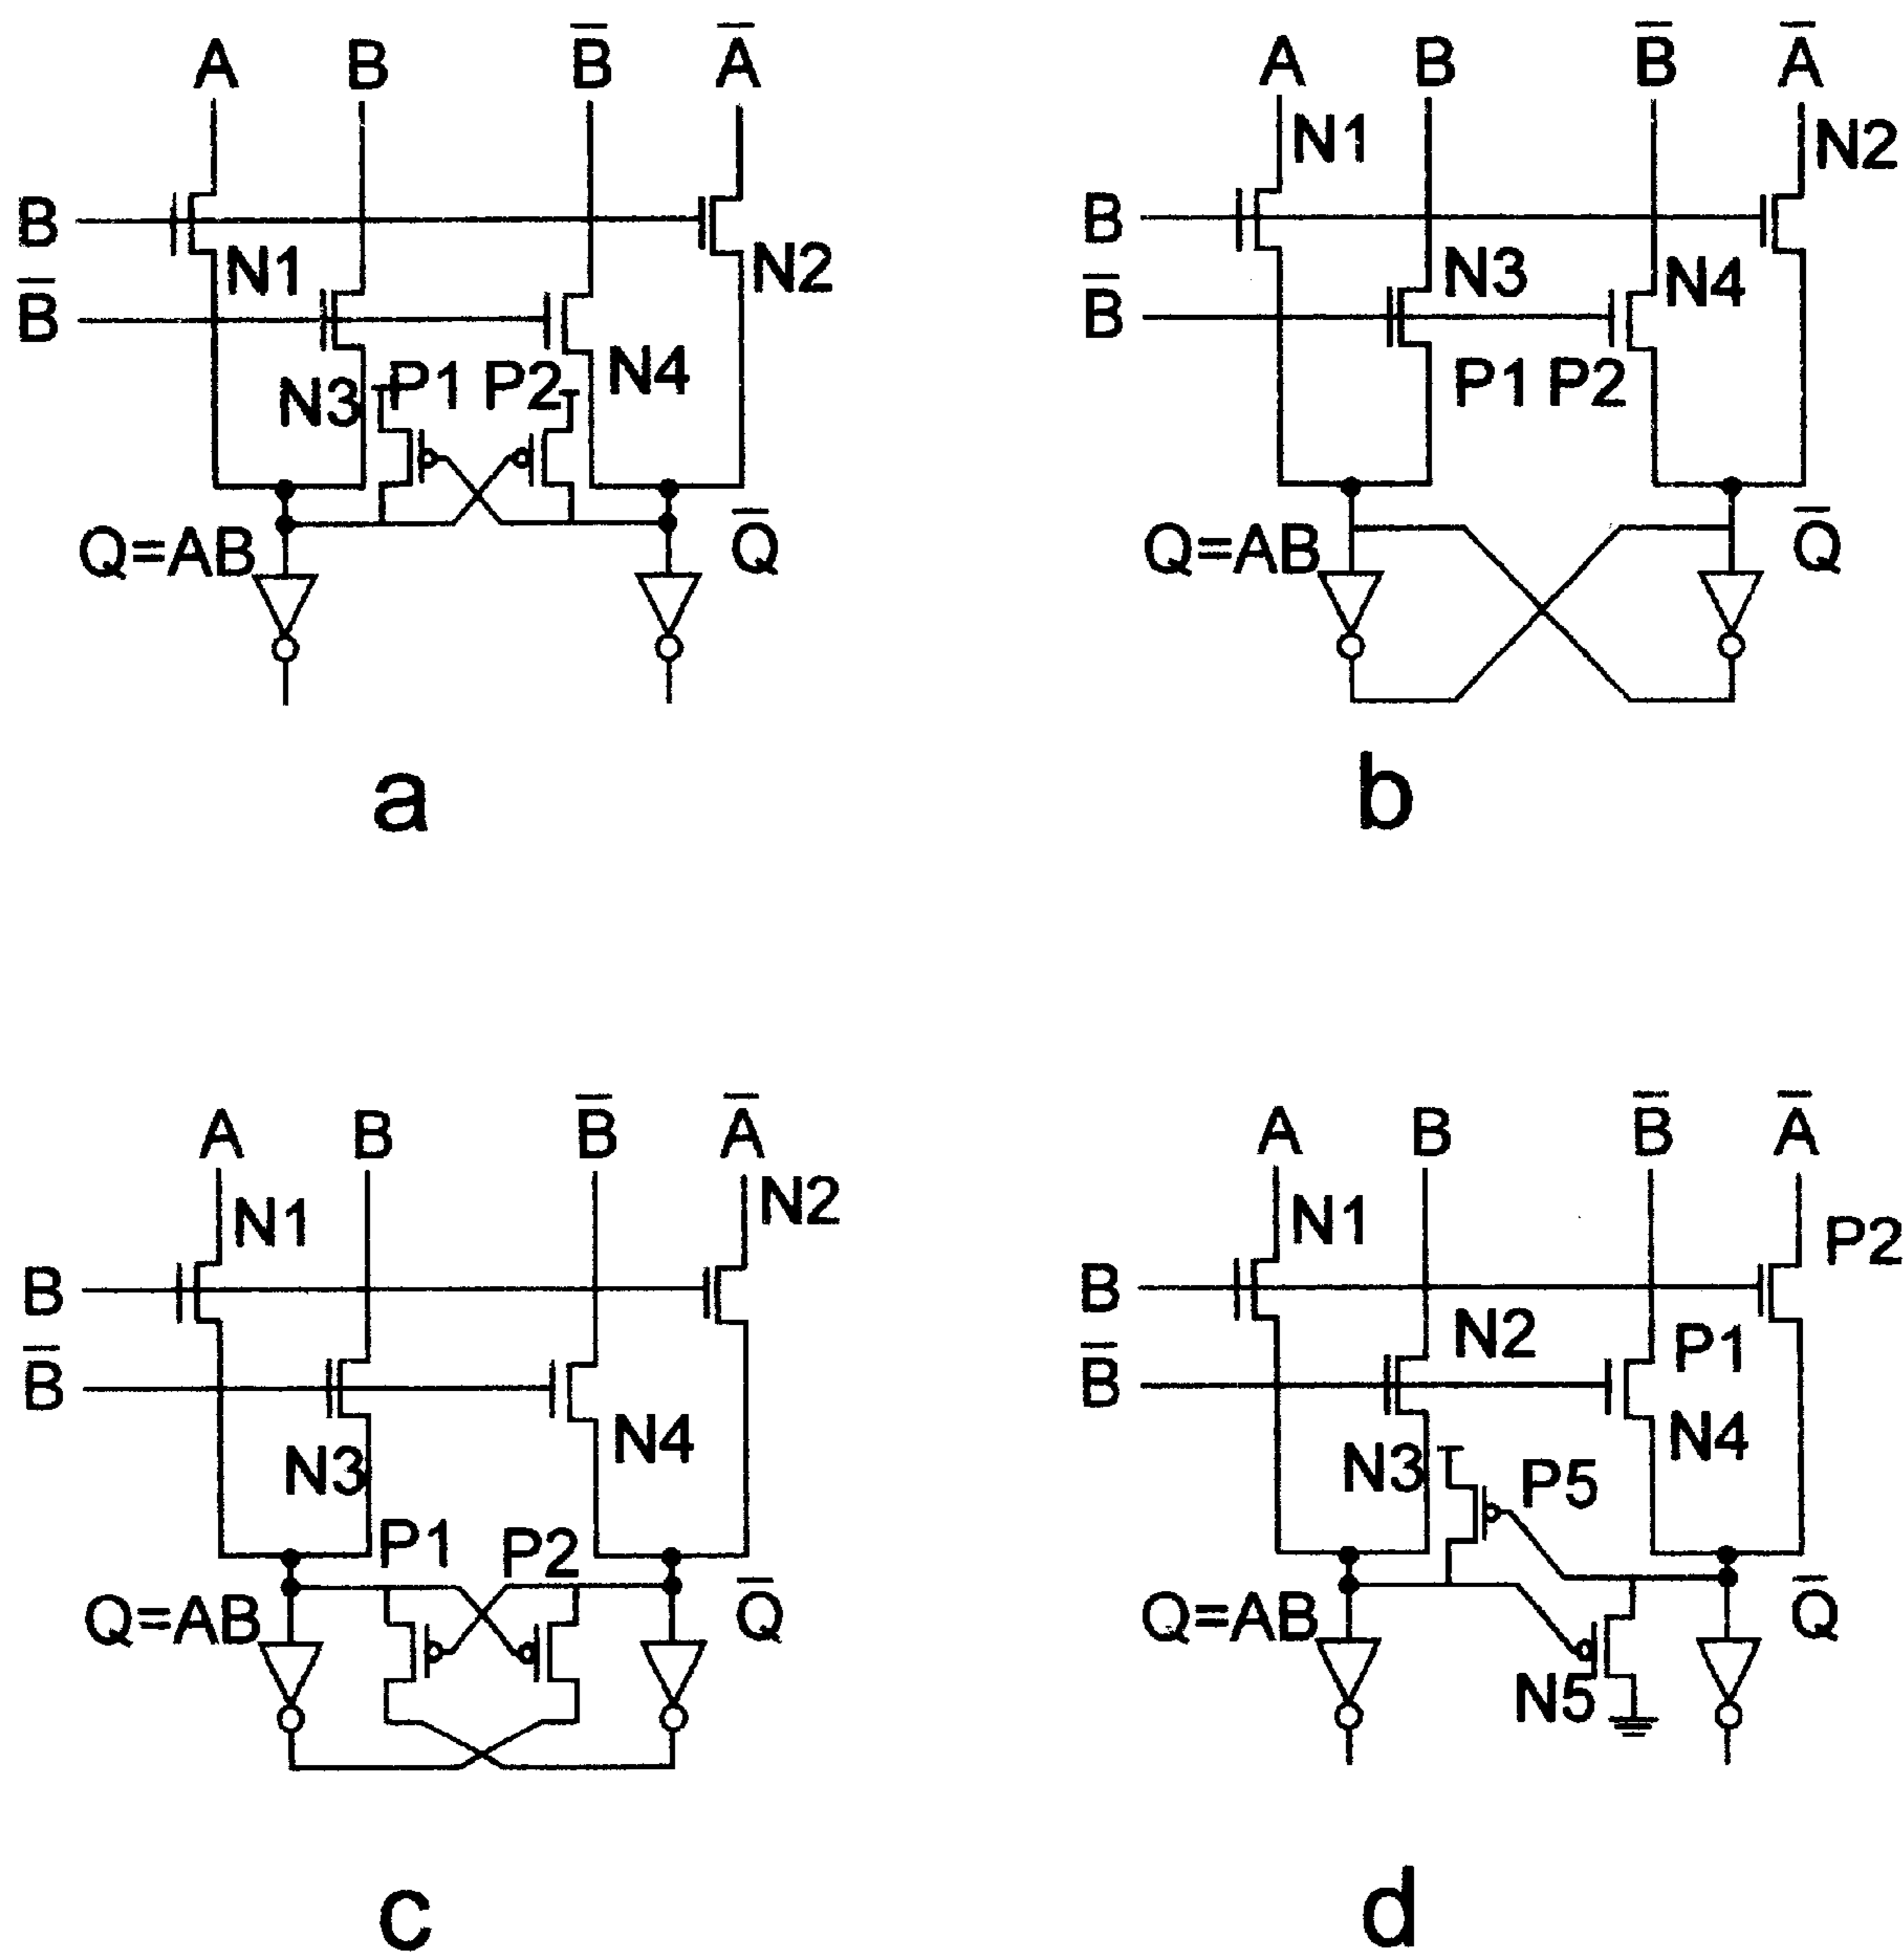 A B B̅ A̅
B
N1 N2
B̅
N3 P1 P2 N4
Q=AB Q̅
a
A B B̅ A̅
N1 N2
B
N3 N4
B̅
P1 P2
Q=AB Q̅
b
A B B̅ A̅
N1 N2
B
B̅
N3 N4
P1 P2
Q=AB Q̅
c
A B B̅ A̅
N1 P2
B
N2 P1
B̅
N3 P5 N4
Q=AB Q̅
N5
d